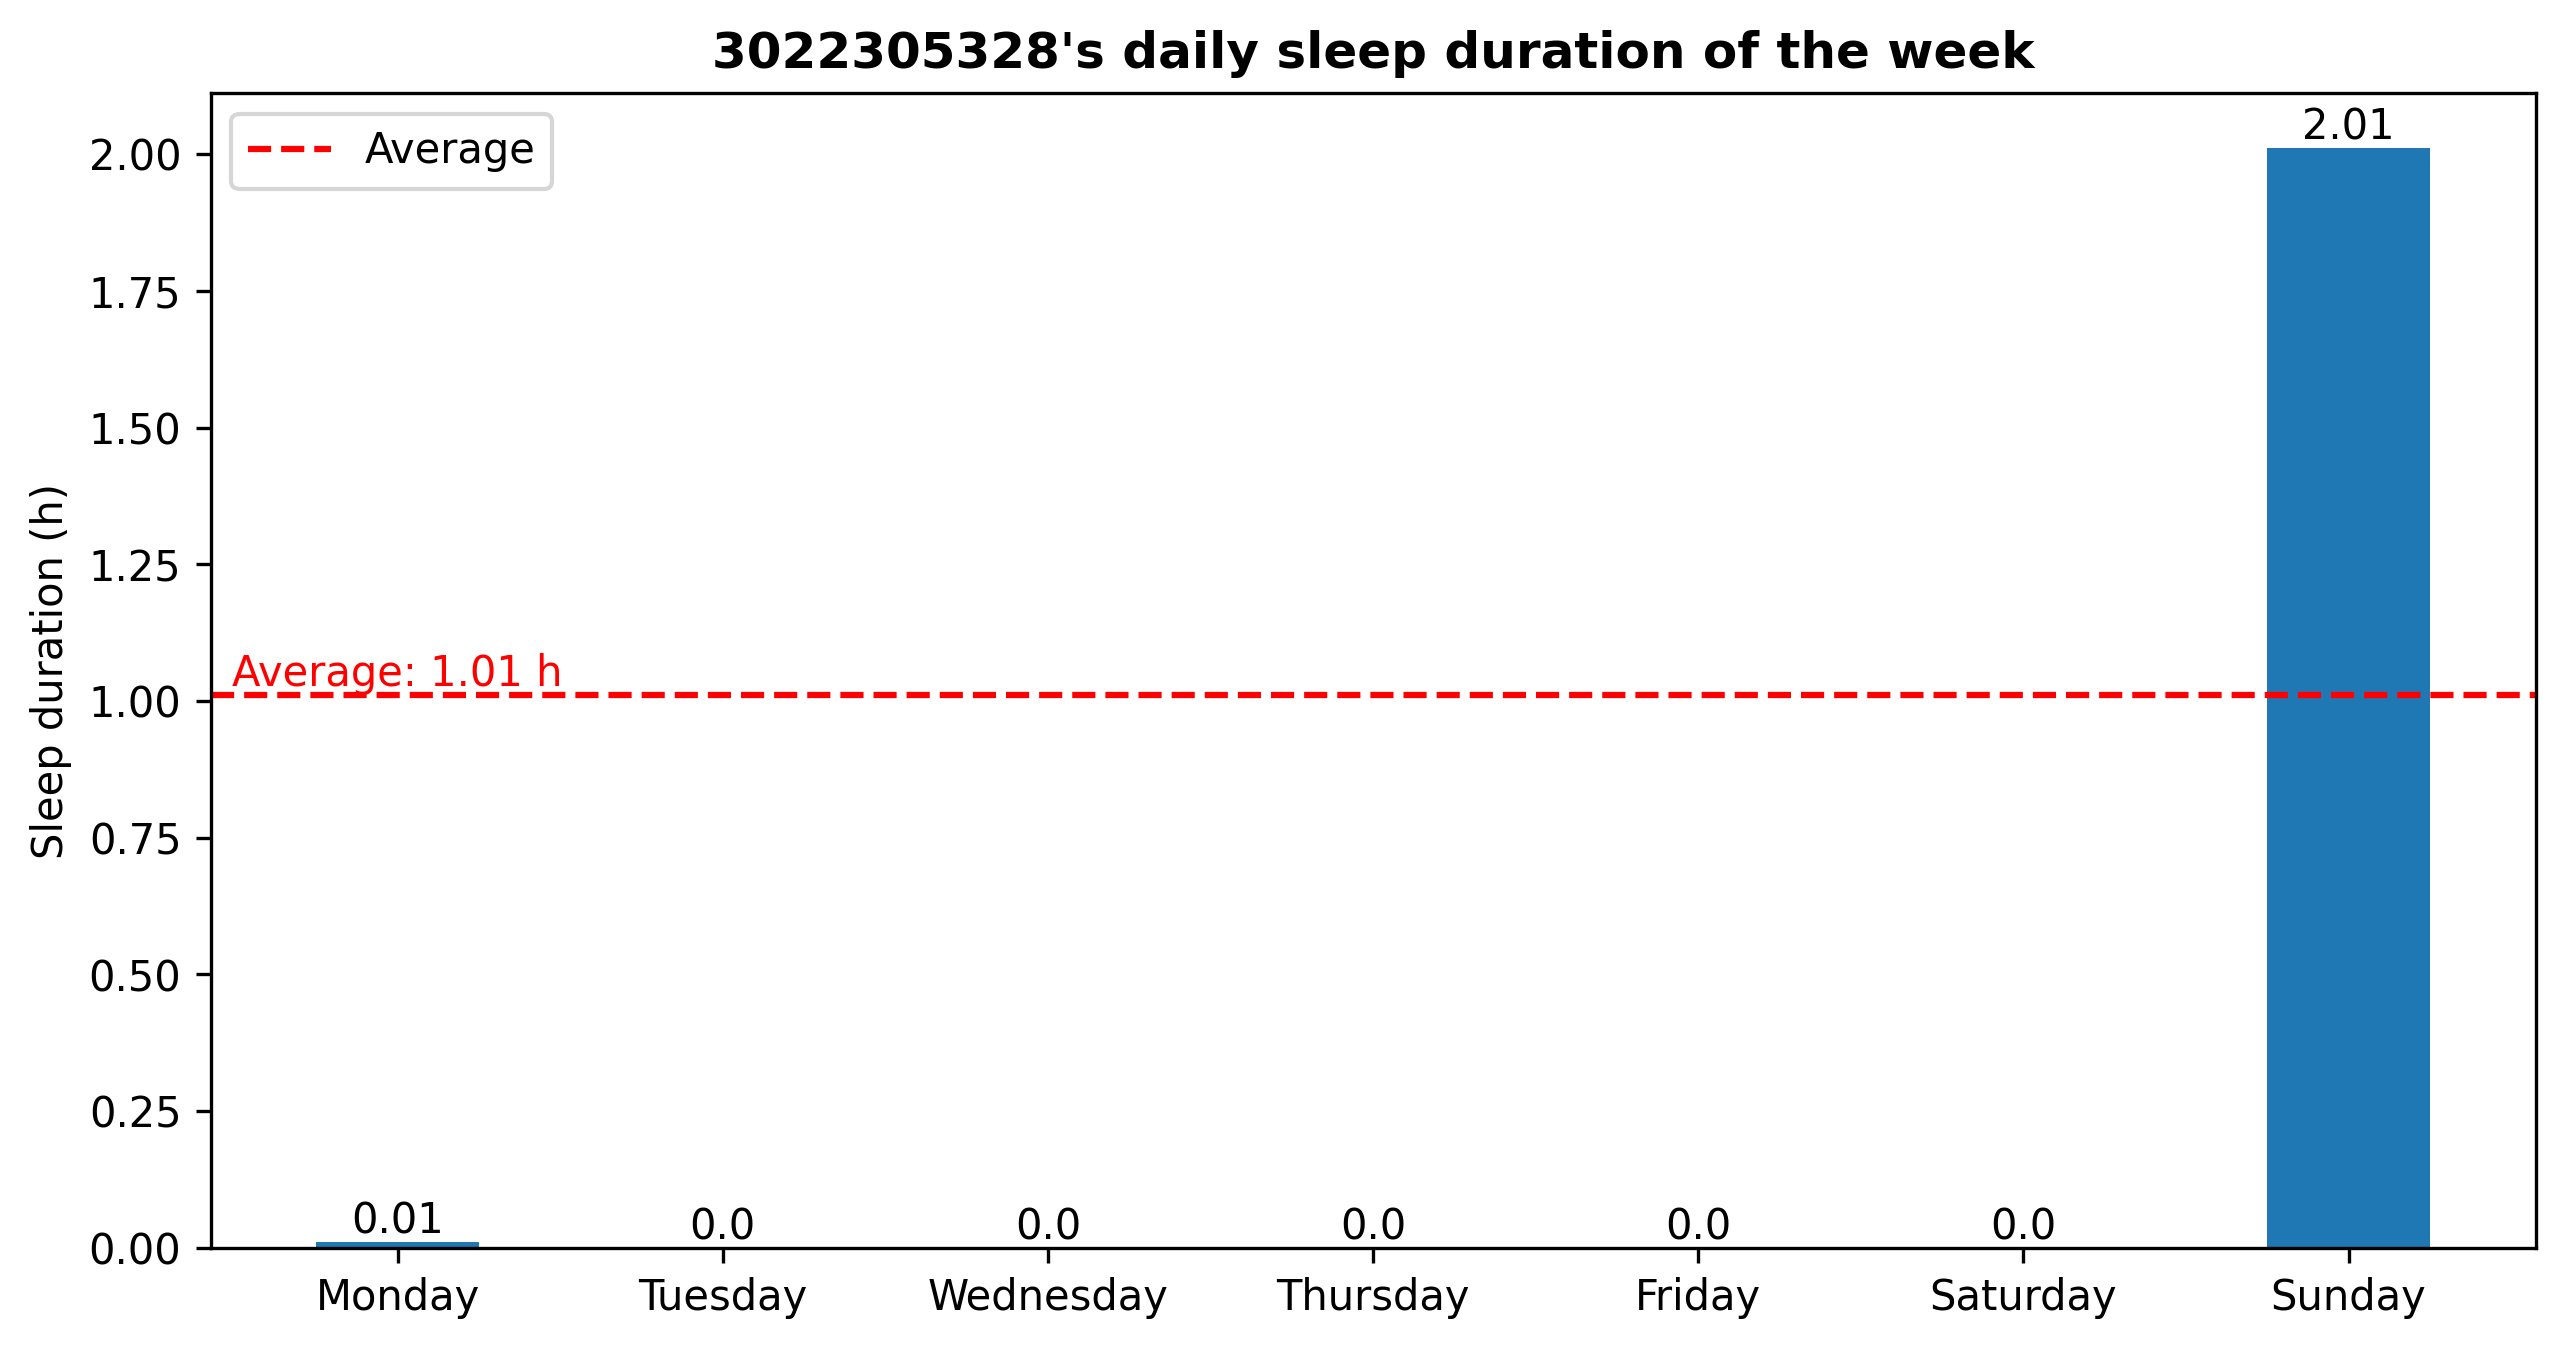 3022305328's daily sleep duration of the week
Average
2.01
Sleep duration (h)
2.00
1.75
1.50
1.25
1.00
0.75
0.50
0.25
0.00
Average: 1.01 h
0.01 0.0 0.0 0.0 0.0 0.0
Monday Tuesday Wednesday Thursday Friday Saturday Sunday